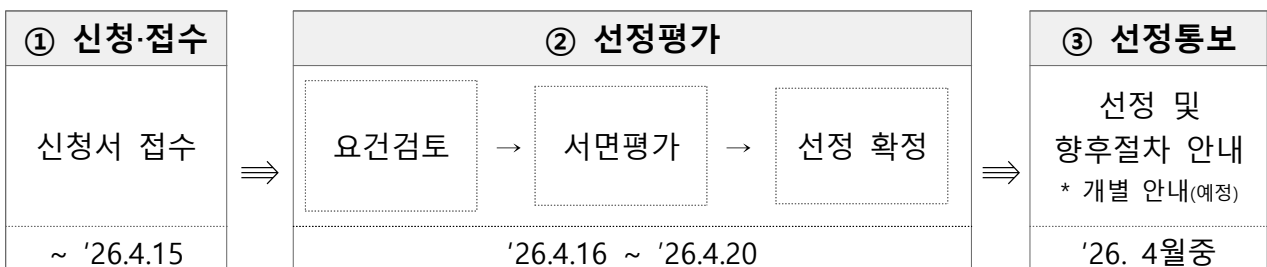 ① 신청·접수
신청서 접수
~ ′26.4.15
⇛
② 선정평가
요건검토 → 서면평가 → 선정 확정
′26.4.16 ~ ′26.4.20
⇛
③ 선정통보
선정 및
향후절차 안내
* 개별 안내(예정)
′26. 4월중